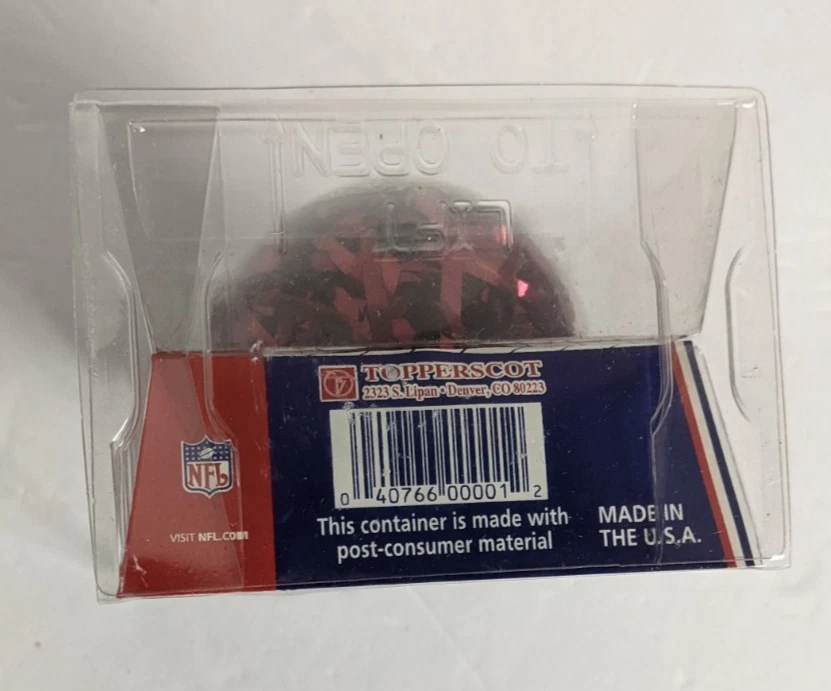 LIFT
TO OPEN
TOPPERSCOT
2323 S. Lipan • Denver, CO 80223
NFL
0 40766 00001 2
VISIT NFL.COM
This container is made with
post-consumer material
MADE IN
THE U.S.A.